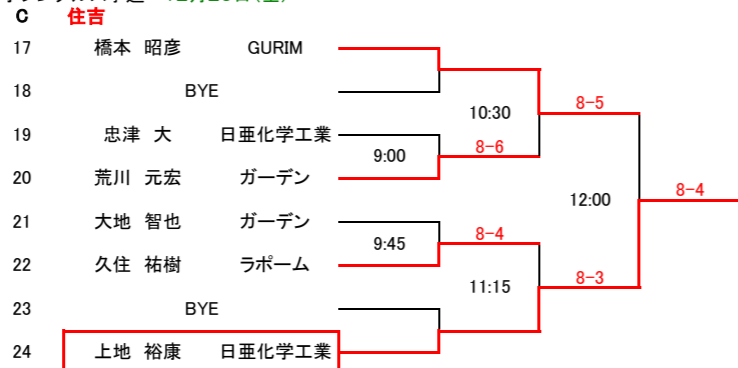 C 住吉
17 橋本 昭彦 GURIM
18 BYE
10:30 8-5
19 忠津 大 日亜化学工業
9:00 8-6
20 荒川 元宏 ガーデン
12:00 8-4
21 大地 智也 ガーデン
9:45 8-4
22 久住 祐樹 ラポーム
11:15 8-3
23 BYE
24 上地 裕康 日亜化学工業